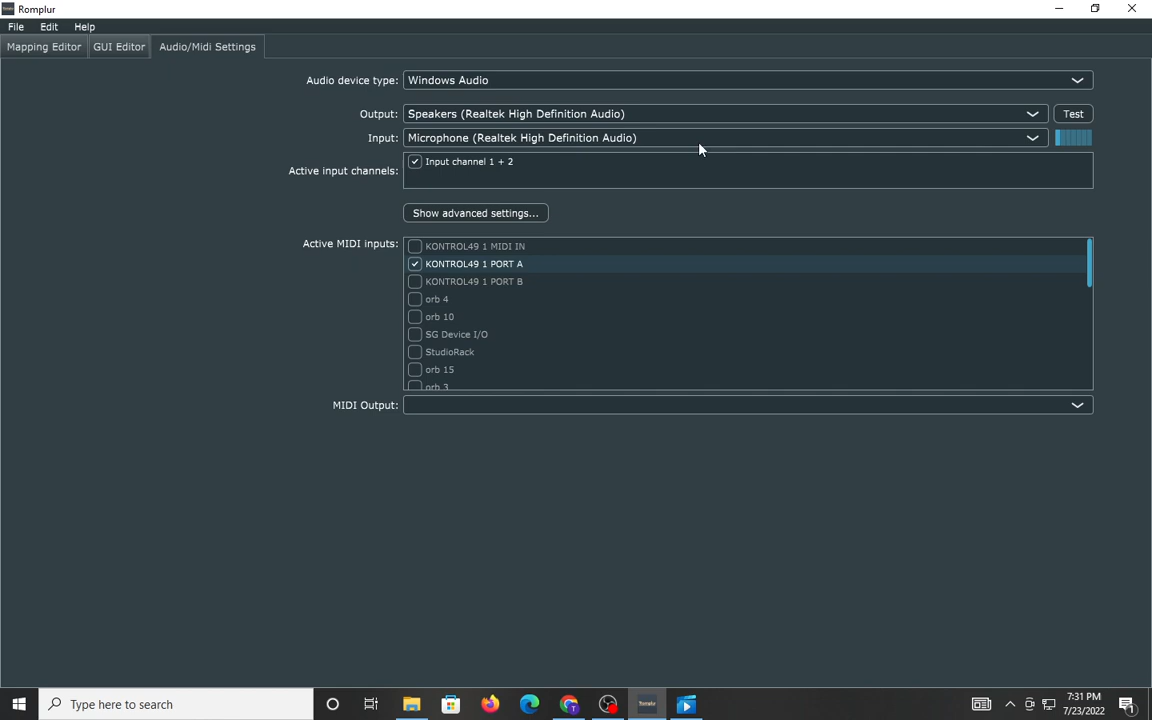 Romplur
File Edit Help
Mapping Editor GUI Editor Audio/Midi Settings
Audio device type: Windows Audio
Output: Speakers (Realtek High Definition Audio) Test
Input: Microphone (Realtek High Definition Audio)
Active input channels: Input channel 1 + 2
Show advanced settings...
Active MIDI inputs: KONTROL49 1 MIDI IN
KONTROL49 1 PORT A
KONTROL49 1 PORT B
orb 4
orb 10
SG Device I/O
StudioRack
orb 15
orb 3
MIDI Output:
Type here to search
7:31 PM
7/23/2022
1